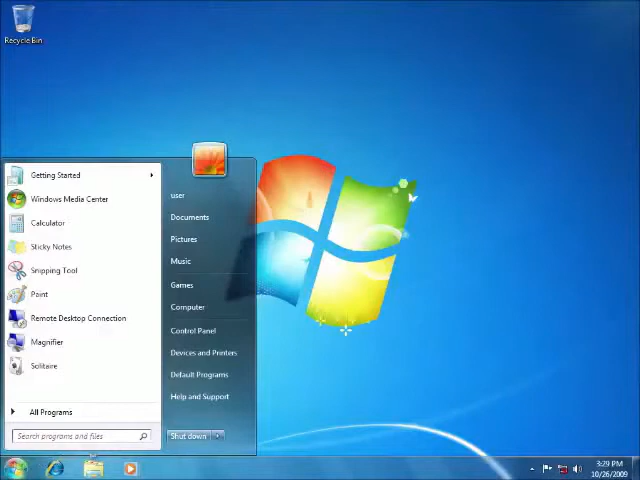 Recycle Bin
Getting Started
Windows Media Center
Calculator
Sticky Notes
Snipping Tool
Paint
Remote Desktop Connection
Magnifier
Solitaire
All Programs
Search programs and files
user
Documents
Pictures
Music
Games
Computer
Control Panel
Devices and Printers
Default Programs
Help and Support
Shut down
3:29 PM
10/26/2009